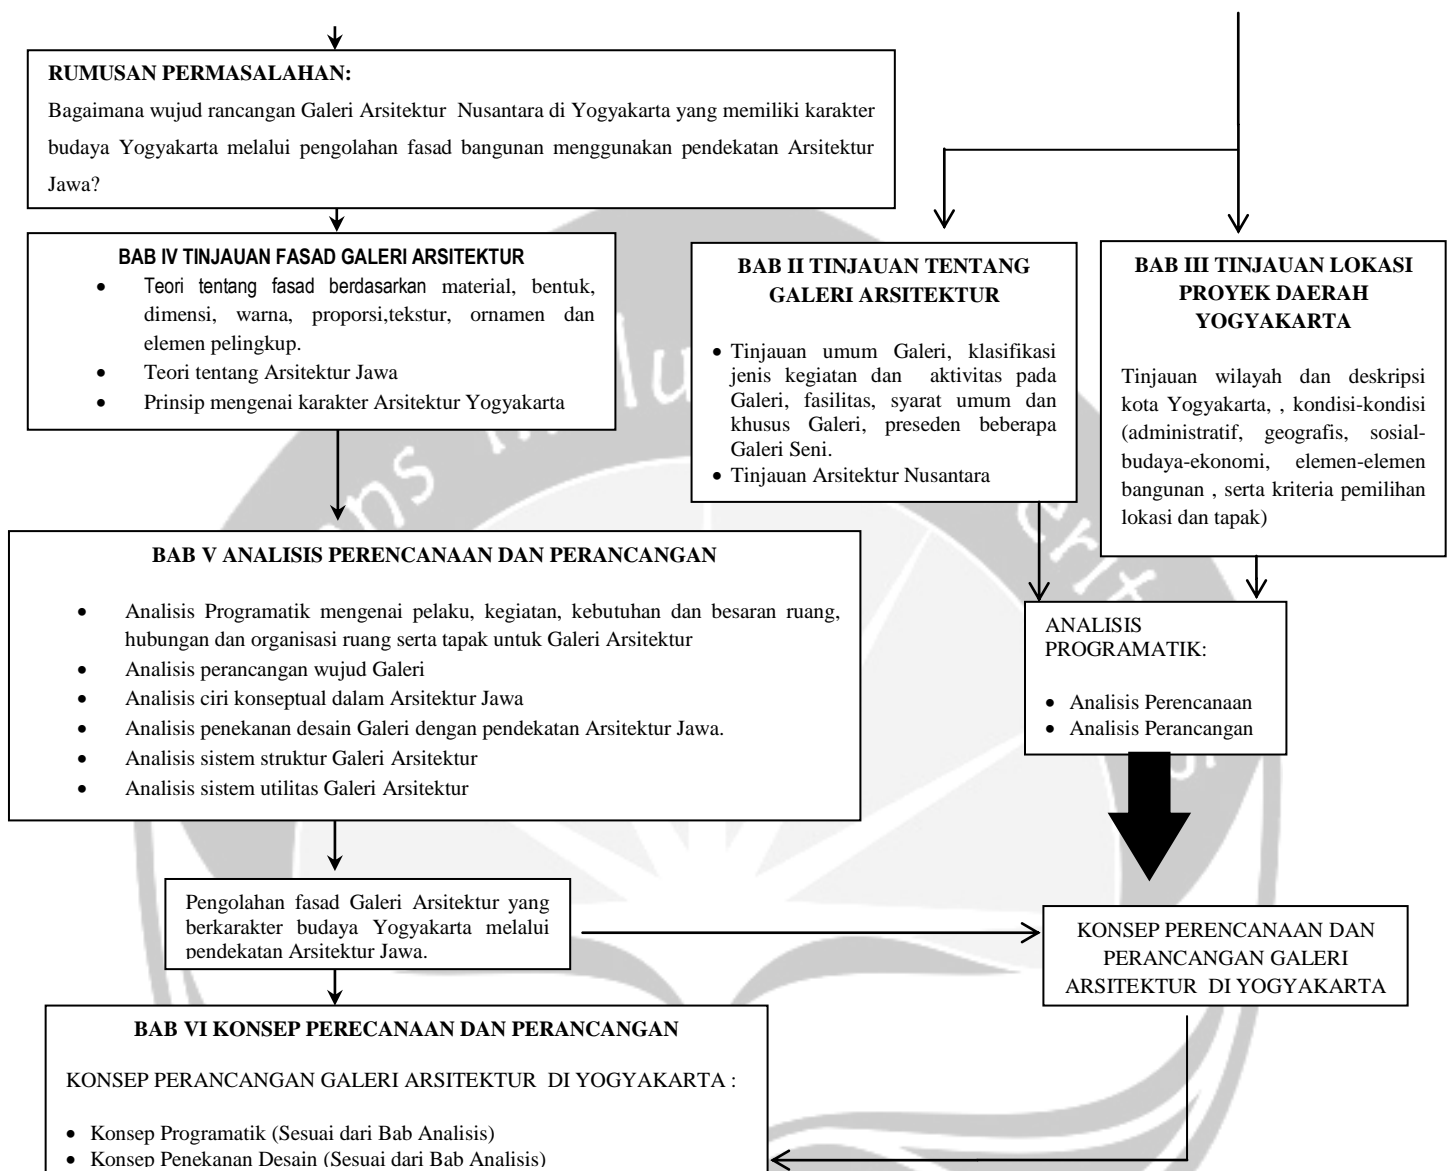 RUMUSAN PERMASALAHAN:
Bagaimana wujud rancangan Galeri Arsitektur Nusantara di Yogyakarta yang memiliki karakter
budaya Yogyakarta melalui pengolahan fasad bangunan menggunakan pendekatan Arsitektur
Jawa?
BAB IV TINJAUAN FASAD GALERI ARSITEKTUR
• Teori tentang fasad berdasarkan material, bentuk,
dimensi, warna, proporsi,tekstur, ornamen dan
elemen pelingkup.
• Teori tentang Arsitektur Jawa
• Prinsip mengenai karakter Arsitektur Yogyakarta
BAB II TINJAUAN TENTANG
GALERI ARSITEKTUR
• Tinjauan umum Galeri, klasifikasi
jenis kegiatan dan aktivitas pada
Galeri, fasilitas, syarat umum dan
khusus Galeri, preseden beberapa
Galeri Seni.
• Tinjauan Arsitektur Nusantara
BAB III TINJAUAN LOKASI
PROYEK DAERAH
YOGYAKARTA
Tinjauan wilayah dan deskripsi
kota Yogyakarta, , kondisi-kondisi
(administratif, geografis, sosial-
budaya-ekonomi, elemen-elemen
bangunan , serta kriteria pemilihan
lokasi dan tapak)
BAB V ANALISIS PERENCANAAN DAN PERANCANGAN
• Analisis Programatik mengenai pelaku, kegiatan, kebutuhan dan besaran ruang,
hubungan dan organisasi ruang serta tapak untuk Galeri Arsitektur
• Analisis perancangan wujud Galeri
• Analisis ciri konseptual dalam Arsitektur Jawa
• Analisis penekanan desain Galeri dengan pendekatan Arsitektur Jawa.
• Analisis sistem struktur Galeri Arsitektur
• Analisis sistem utilitas Galeri Arsitektur
ANALISIS
PROGRAMATIK:
• Analisis Perencanaan
• Analisis Perancangan
Pengolahan fasad Galeri Arsitektur yang
berkarakter budaya Yogyakarta melalui
pendekatan Arsitektur Jawa.
KONSEP PERENCANAAN DAN
PERANCANGAN GALERI
ARSITEKTUR DI YOGYAKARTA
BAB VI KONSEP PERECANAAN DAN PERANCANGAN
KONSEP PERANCANGAN GALERI ARSITEKTUR DI YOGYAKARTA :
• Konsep Programatik (Sesuai dari Bab Analisis)
• Konsep Penekanan Desain (Sesuai dari Bab Analisis)